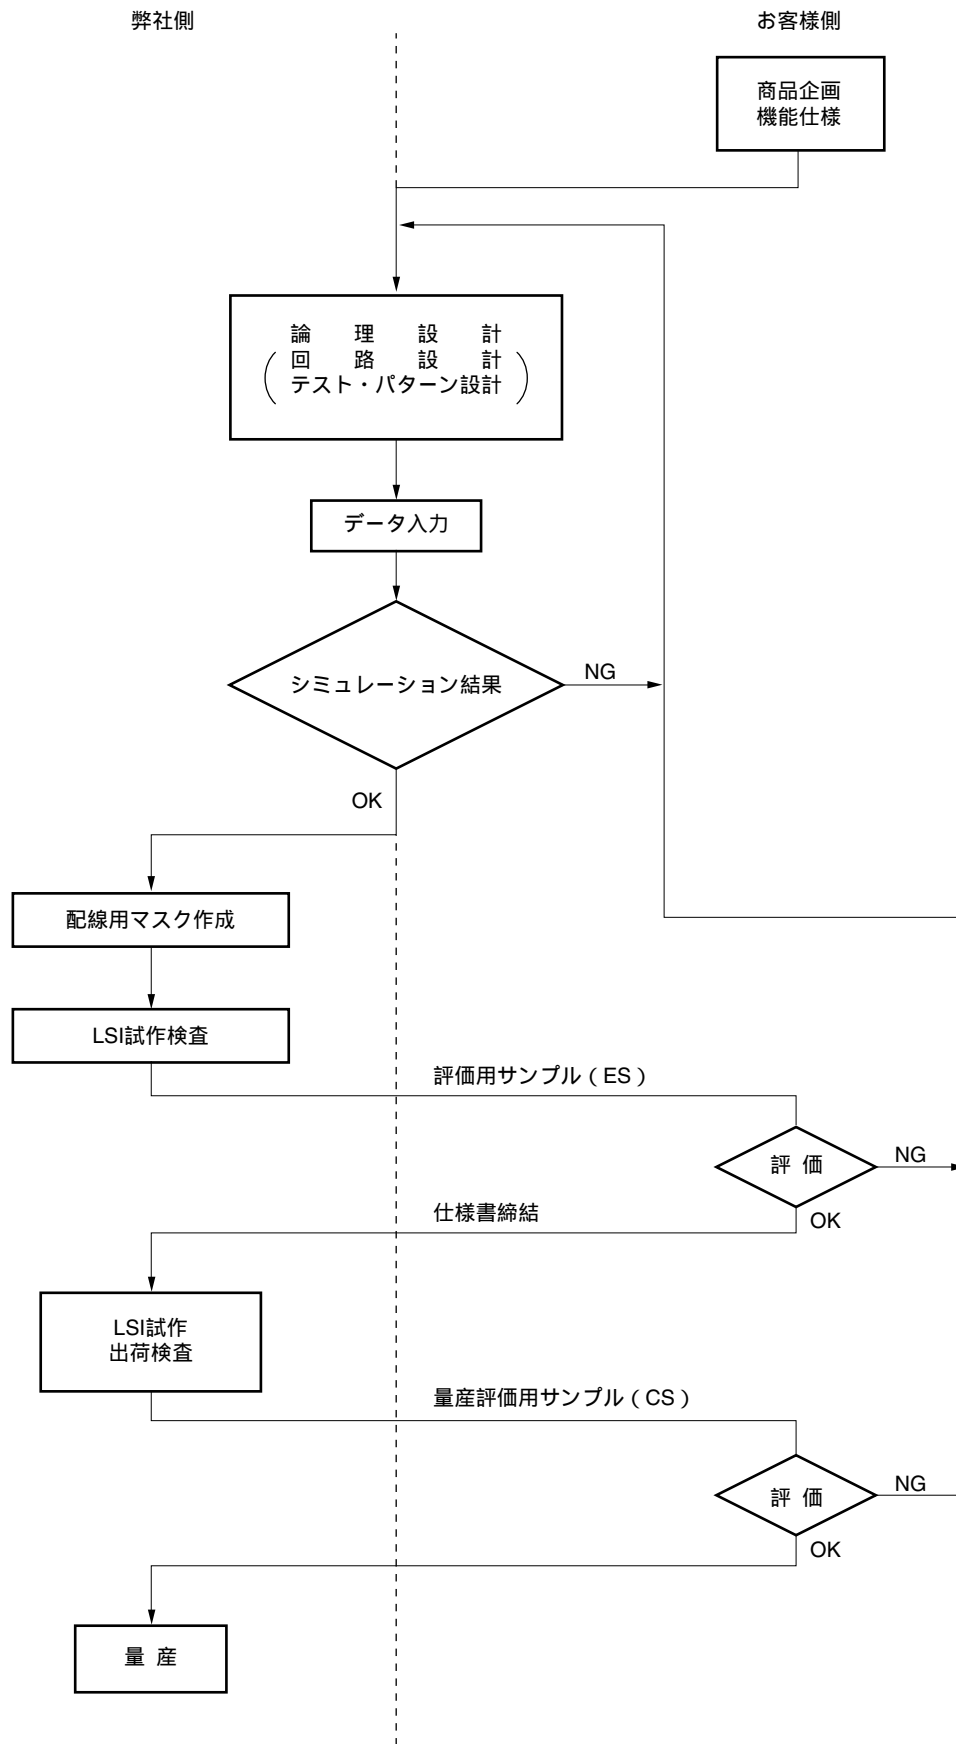 弊社側
お客様側
商品企画
機能仕様
論理設計
回路設計
テスト・パターン設計
データ入力
シミュレーション結果
NG
OK
配線用マスク作成
LSI試作検査
評価用サンプル(ES)
評価
NG
OK
仕様書締結
LSI試作
出荷検査
量産評価用サンプル(CS)
評価
NG
OK
量産